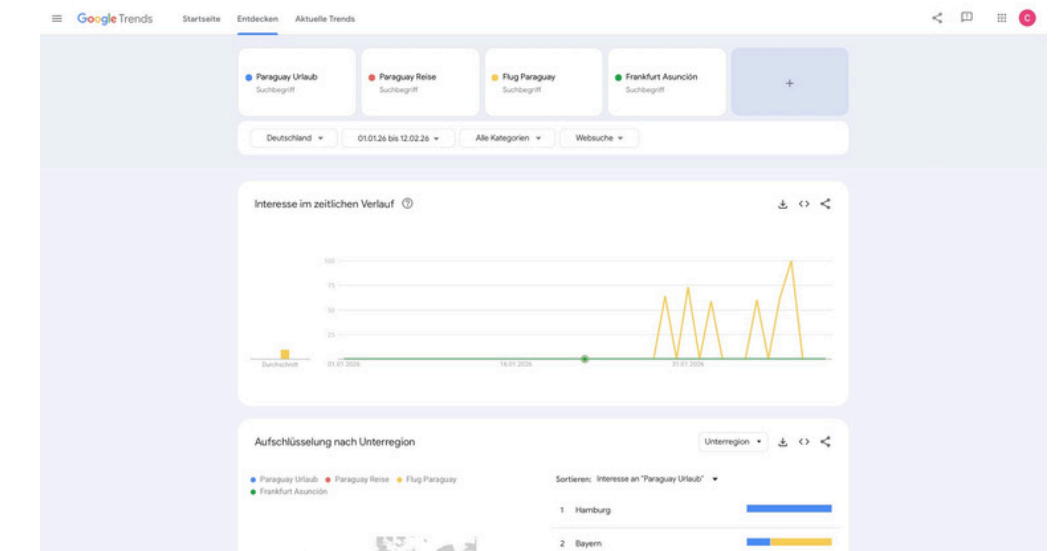 Google Trends Startseite Entdecken Aktuelle Trends C
Paraguay Urlaub
Suchbegriff
Paraguay Reise
Suchbegriff
Flug Paraguay
Suchbegriff
Frankfurt Asunción
Suchbegriff
+
Deutschland 01.01.26 bis 12.02.26 Alle Kategorien Websuche
Interesse im zeitlichen Verlauf
100
75
50
25
Durchschnitt 01.01.2026 16.01.2026 31.01.2026
Aufschlüsselung nach Unterregion Unterregion
Paraguay Urlaub Paraguay Reise Flug Paraguay
Frankfurt Asunción
Sortieren: Interesse an "Paraguay Urlaub"
1 Hamburg
2 Bayern